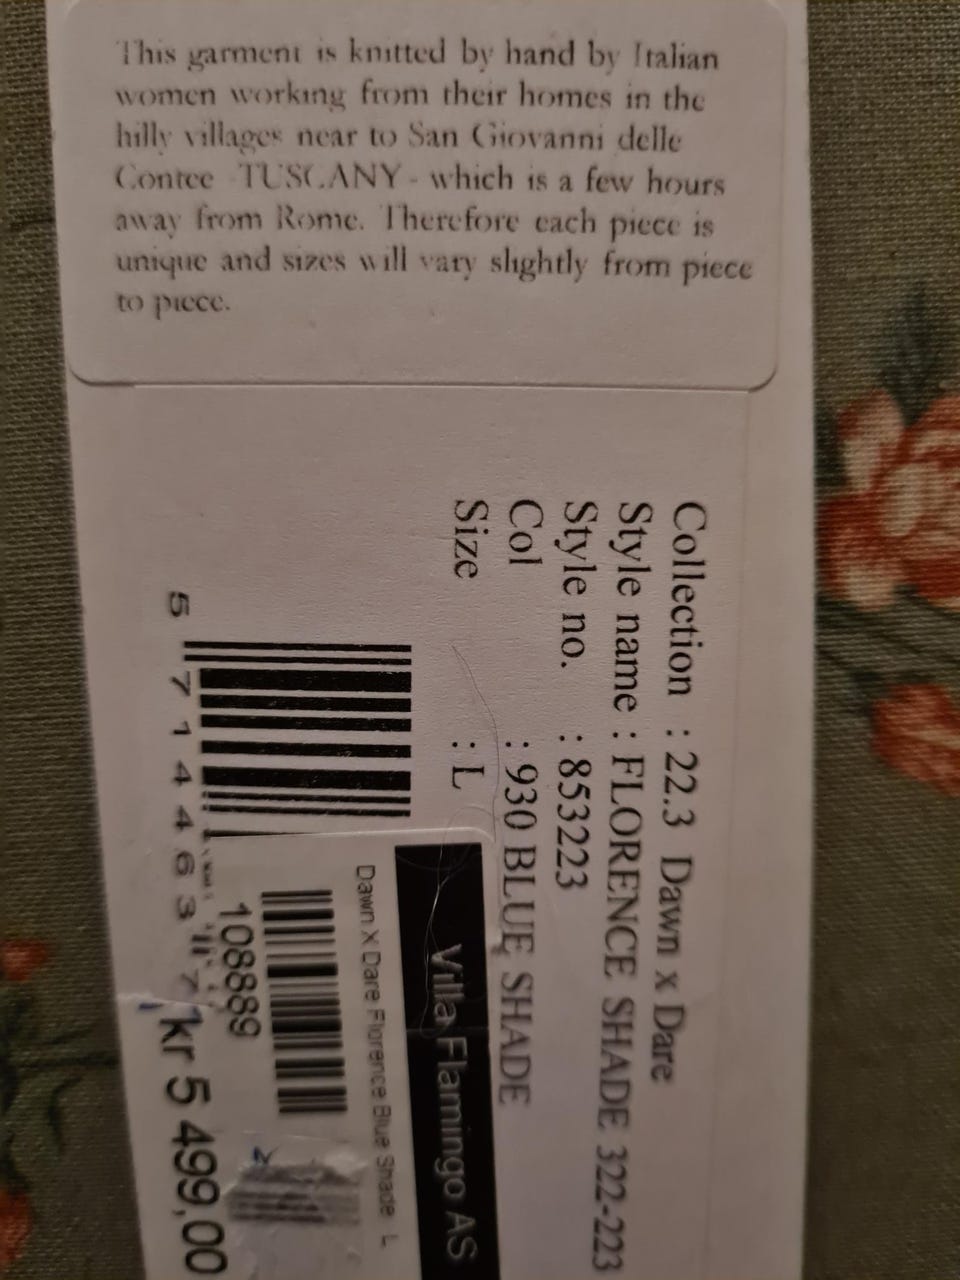 This garment is knitted by hand by Italian
women working from their homes in the
hilly villages near to San Giovanni delle
Contee -TUSCANY- which is a few hours
away from Rome. Therefore each piece is
unique and sizes will vary slightly from piece
to piece.
Collection : 22.3 Dawn x Dare
Style name : FLORENCE SHADE 322-223
Style no. : 853223
Col : 930 BLUE SHADE
Size : L
5 714463 7
Villa Flamingo AS
Dawn x Dare Florence Blue Shade L
108889
kr 5 499,00